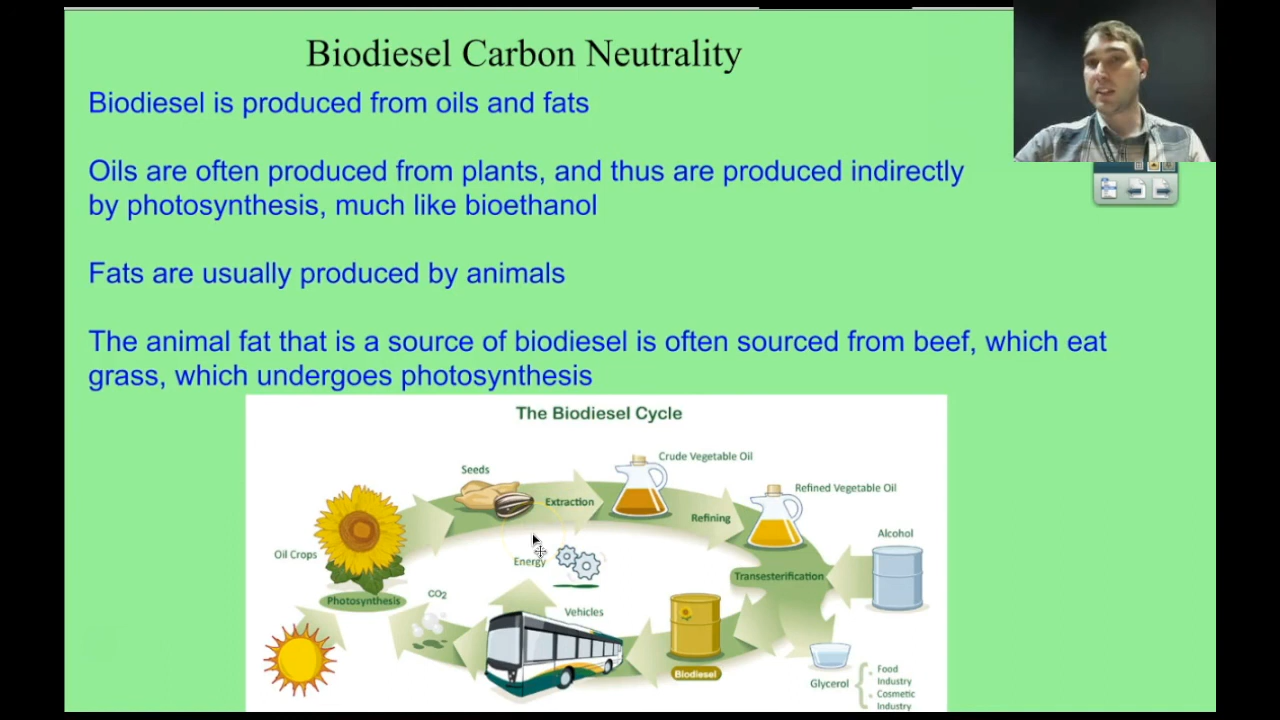 Biodiesel Carbon Neutrality
Biodiesel is produced from oils and fats
Oils are often produced from plants, and thus are produced indirectly
by photosynthesis, much like bioethanol
Fats are usually produced by animals
The animal fat that is a source of biodiesel is often sourced from beef, which eat
grass, which undergoes photosynthesis
The Biodiesel Cycle
Crude Vegetable Oil
Seeds
Refined Vegetable Oil
Extraction
Refining
Alcohol
Oil Crops
Energy
Transesterification
Photosynthesis
CO2
Vehicles
Biodiesel
Glycerol
Food
Industry
Cosmetic
Industry